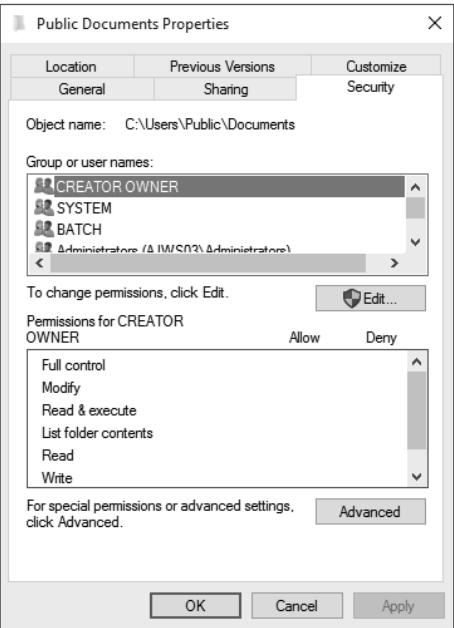 Public Documents Properties
Location Previous Versions Customize
General Sharing Security
Object name: C:\Users\Public\Documents
Group or user names:
CREATOR OWNER
SYSTEM
BATCH
Administrators (AJWS03\Administrators)
To change permissions, click Edit.
Edit...
Permissions for CREATOR
OWNER Allow Deny
Full control
Modify
Read & execute
List folder contents
Read
Write
For special permissions or advanced settings,
click Advanced.
Advanced
OK Cancel Apply